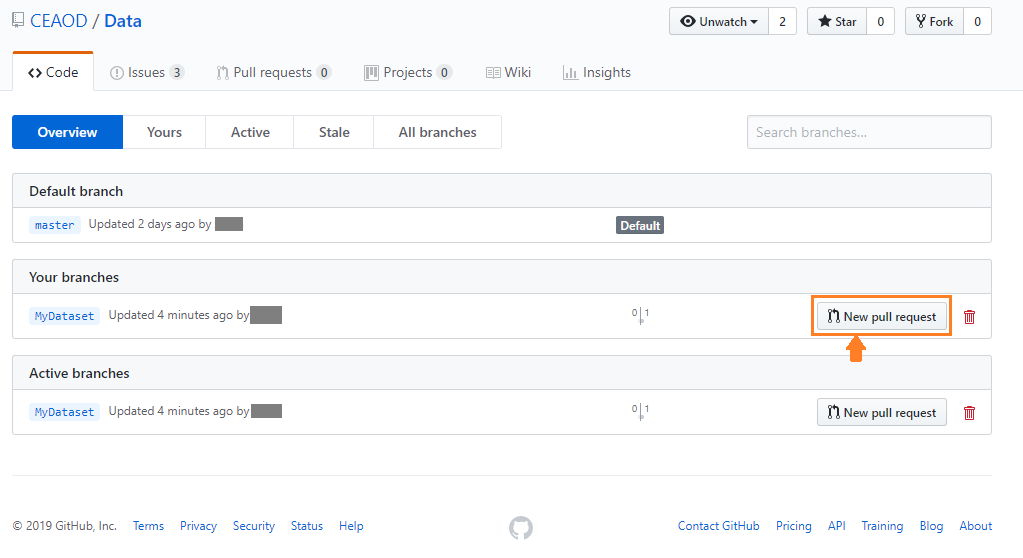 CEAOD / Data
Unwatch 2 Star 0 Fork 0
Code Issues 3 Pull requests 0 Projects 0 Wiki Insights
Overview Yours Active Stale All branches Search branches...
Default branch
master Updated 2 days ago by Default
Your branches
MyDataset Updated 4 minutes ago by 0 1 New pull request
Active branches
MyDataset Updated 4 minutes ago by 0 1 New pull request
© 2019 GitHub, Inc. Terms Privacy Security Status Help Contact GitHub Pricing API Training Blog About